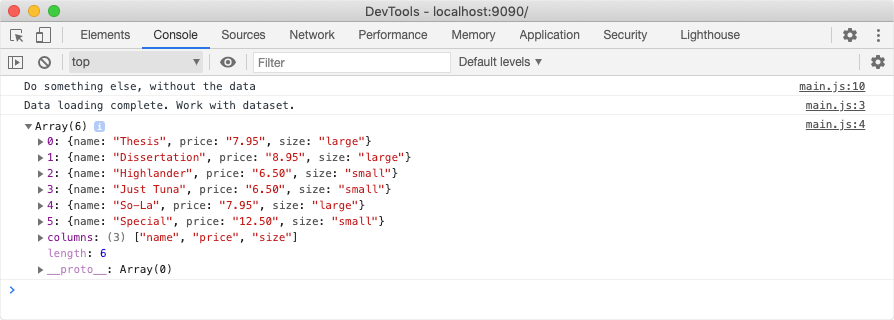 DevTools - localhost:9090/
Elements Console Sources Network Performance Memory Application Security Lighthouse
top Filter Default levels
Do something else, without the data main.js:10
Data loading complete. Work with dataset. main.js:3
Array(6) i main.js:4
0: {name: "Thesis", price: "7.95", size: "large"}
1: {name: "Dissertation", price: "8.95", size: "large"}
2: {name: "Highlander", price: "6.50", size: "small"}
3: {name: "Just Tuna", price: "6.50", size: "small"}
4: {name: "So-La", price: "7.95", size: "large"}
5: {name: "Special", price: "12.50", size: "small"}
columns: (3) ["name", "price", "size"]
length: 6
__proto__: Array(0)